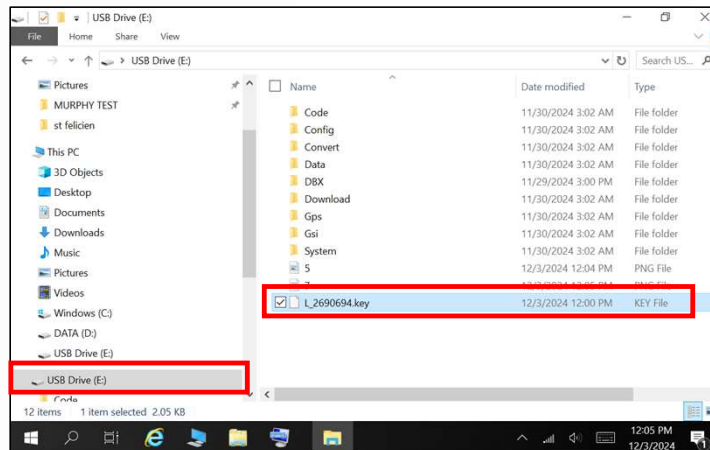 USB Drive (E:)
File Home Share View
USB Drive (E:) Search US...
Name Date modified Type
Pictures
MURPHY TEST
st felicien
This PC
3D Objects
Desktop
Documents
Downloads
Music
Pictures
Videos
Windows (C:)
DATA (D:)
USB Drive (E:)
USB Drive (E:)
Code
Code 11/30/2024 3:02 AM File folder
Config 11/30/2024 3:02 AM File folder
Convert 11/30/2024 3:02 AM File folder
Data 11/30/2024 3:02 AM File folder
DBX 11/29/2024 3:00 PM File folder
Download 11/30/2024 3:02 AM File folder
Gps 11/30/2024 3:02 AM File folder
Gsi 11/30/2024 3:02 AM File folder
System 11/30/2024 3:02 AM File folder
5 12/3/2024 12:04 PM PNG File
L_2690694.key 12/3/2024 12:00 PM KEY File
12 items 1 item selected 2.05 KB
12:05 PM
12/3/2024
1